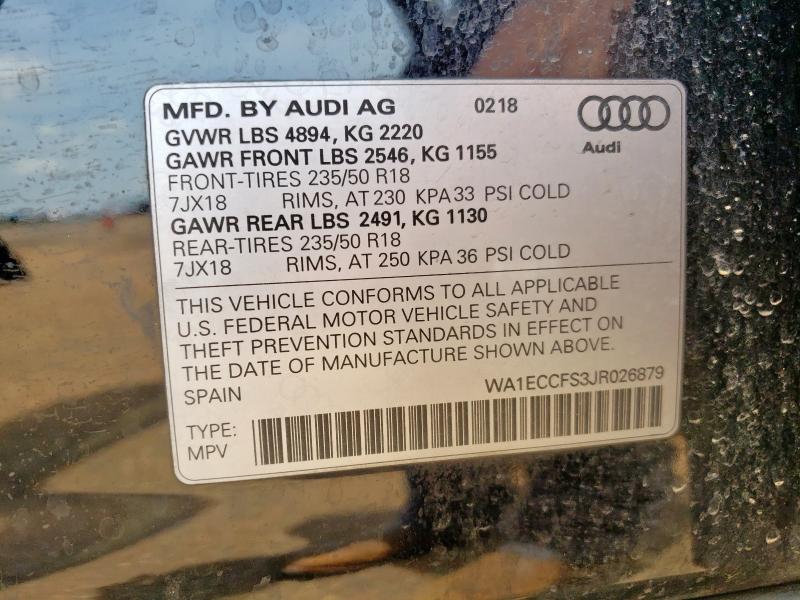 MFD. BY AUDI AG 0218
GVWR LBS 4894, KG 2220
GAWR FRONT LBS 2546, KG 1155
FRONT-TIRES 235/50 R18
7JX18 RIMS, AT 230 KPA 33 PSI COLD
GAWR REAR LBS 2491, KG 1130
REAR-TIRES 235/50 R18
7JX18 RIMS, AT 250 KPA 36 PSI COLD
Audi
THIS VEHICLE CONFORMS TO ALL APPLICABLE
U.S. FEDERAL MOTOR VEHICLE SAFETY AND
THEFT PREVENTION STANDARDS IN EFFECT ON
THE DATE OF MANUFACTURE SHOWN ABOVE.
SPAIN WA1ECCFS3JR026879
TYPE:
MPV